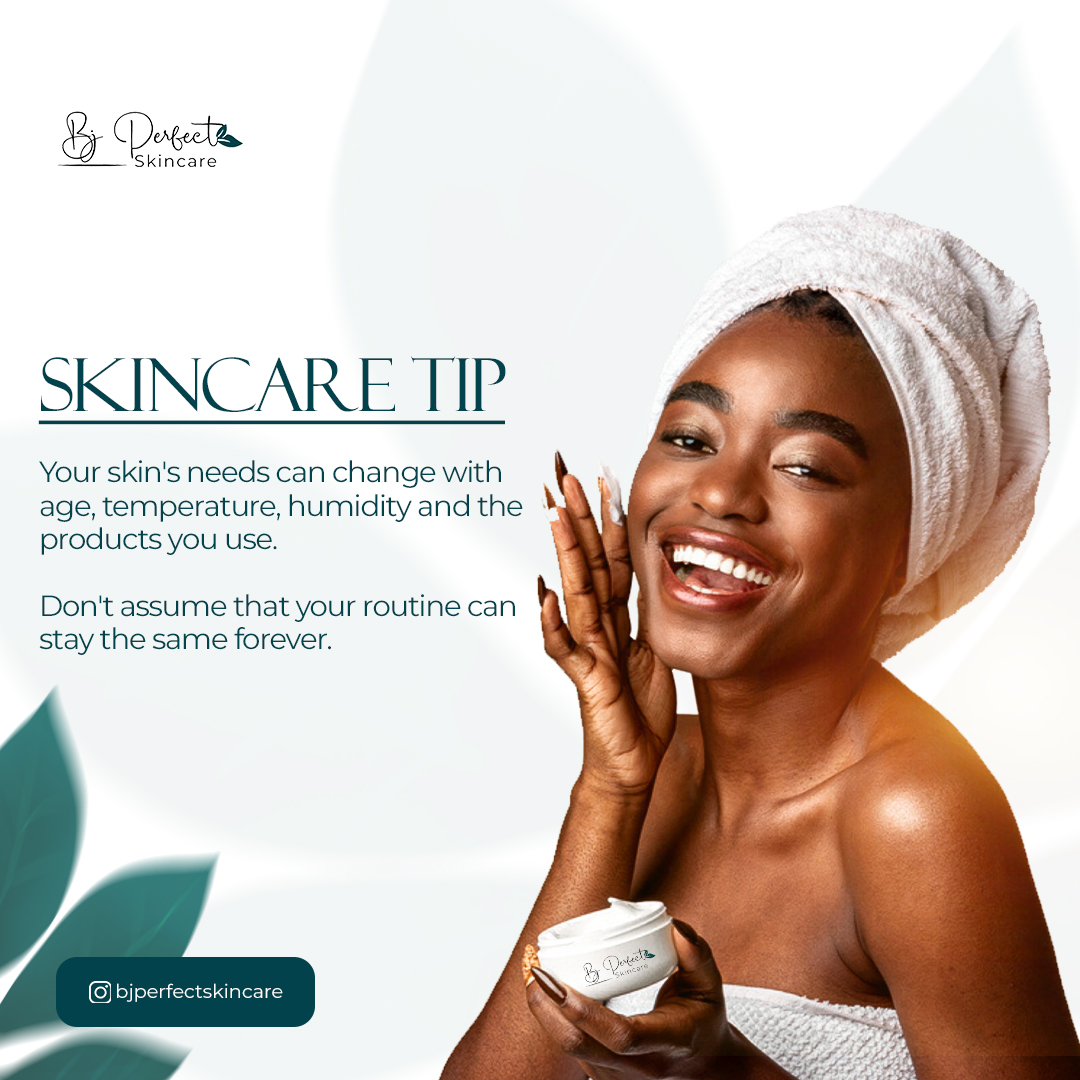 Bj Perfect
Skincare
SKINCARE TIP
Your skin's needs can change with
age, temperature, humidity and the
products you use.
Don't assume that your routine can
stay the same forever.
Bj Perfect
Skincare
bjperfectskincare